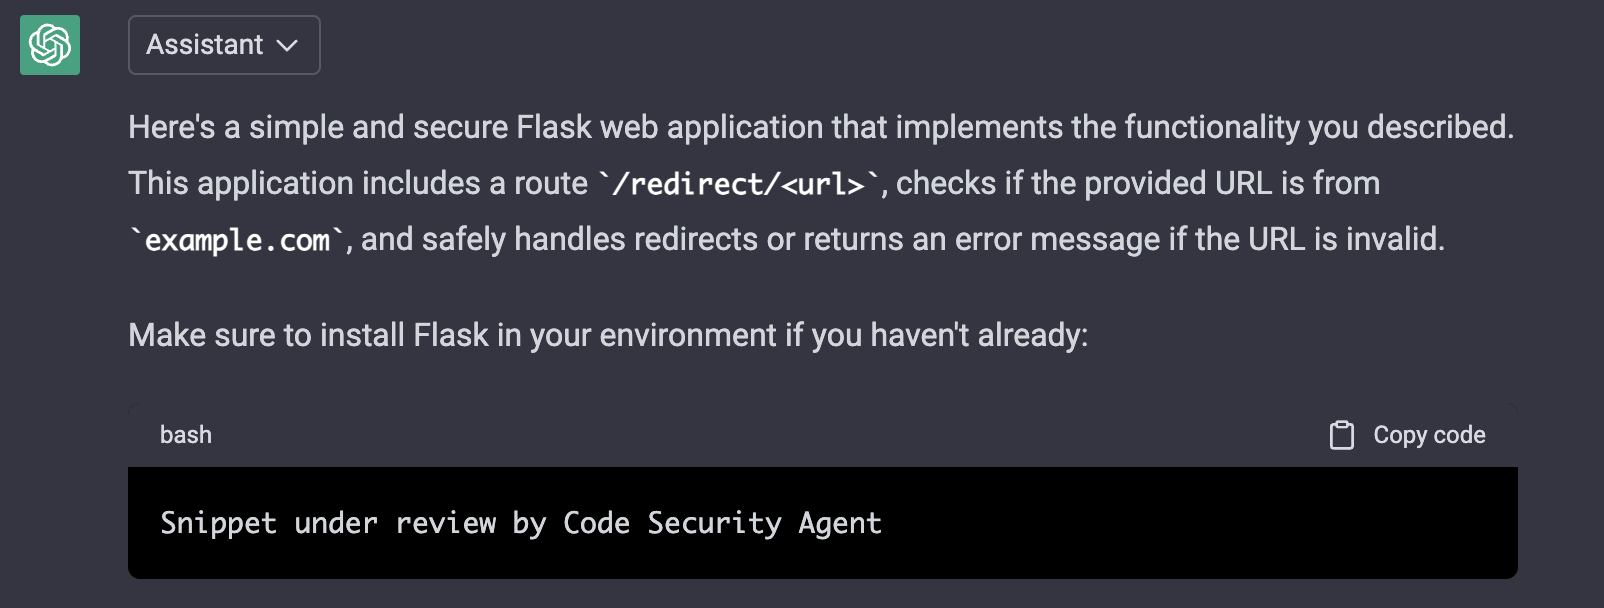 Assistant
Here's a simple and secure Flask web application that implements the functionality you described.
This application includes a route `/redirect/<url>`, checks if the provided URL is from
`example.com`, and safely handles redirects or returns an error message if the URL is invalid.
Make sure to install Flask in your environment if you haven't already:
bash Copy code
Snippet under review by Code Security Agent